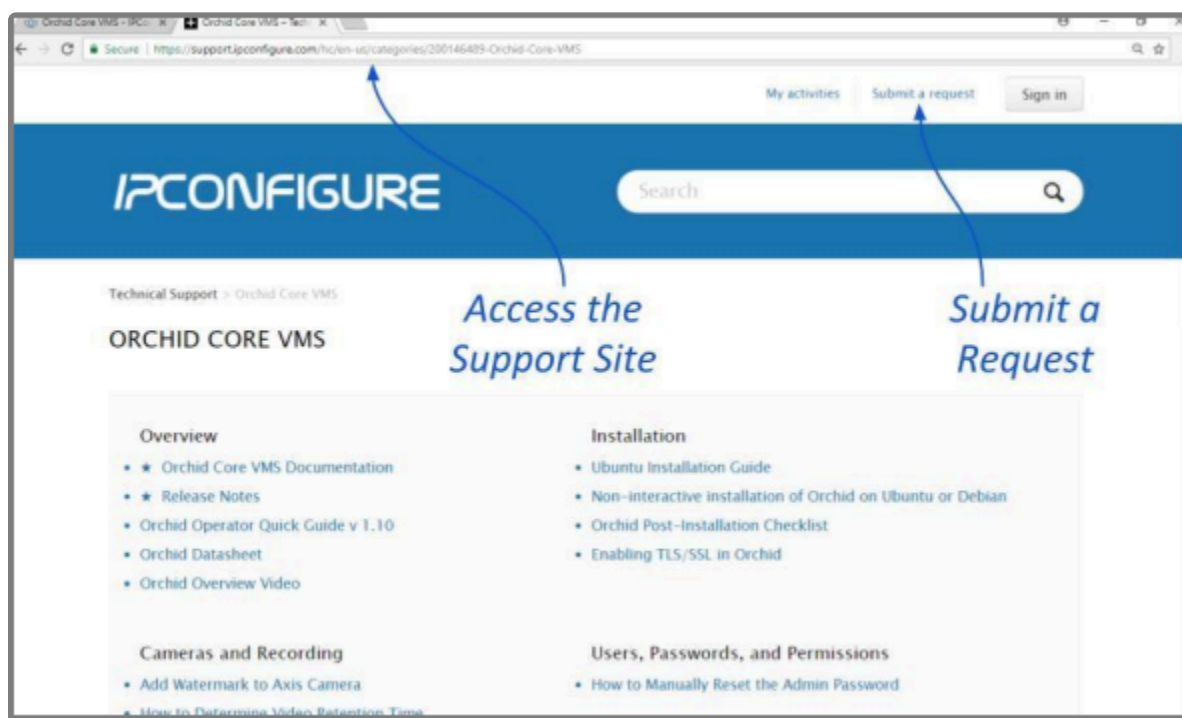 Orchid Core VMS - IPCo
Orchid Core VMS – Tech
Secure | https://support.ipconfigure.com/hc/en-us/categories/200146489-Orchid-Core-VMS
My activities
Submit a request
Sign in
IPCONFIGURE
Search
Technical Support > Orchid Core VMS
Access the
Support Site
Submit a
Request
ORCHID CORE VMS
Overview
• ★ Orchid Core VMS Documentation
• ★ Release Notes
• Orchid Operator Quick Guide v 1.10
• Orchid Datasheet
• Orchid Overview Video
Installation
• Ubuntu Installation Guide
• Non-interactive installation of Orchid on Ubuntu or Debian
• Orchid Post-Installation Checklist
• Enabling TLS/SSL in Orchid
Cameras and Recording
• Add Watermark to Axis Camera
• How to Determine Video Retention Time
Users, Passwords, and Permissions
• How to Manually Reset the Admin Password